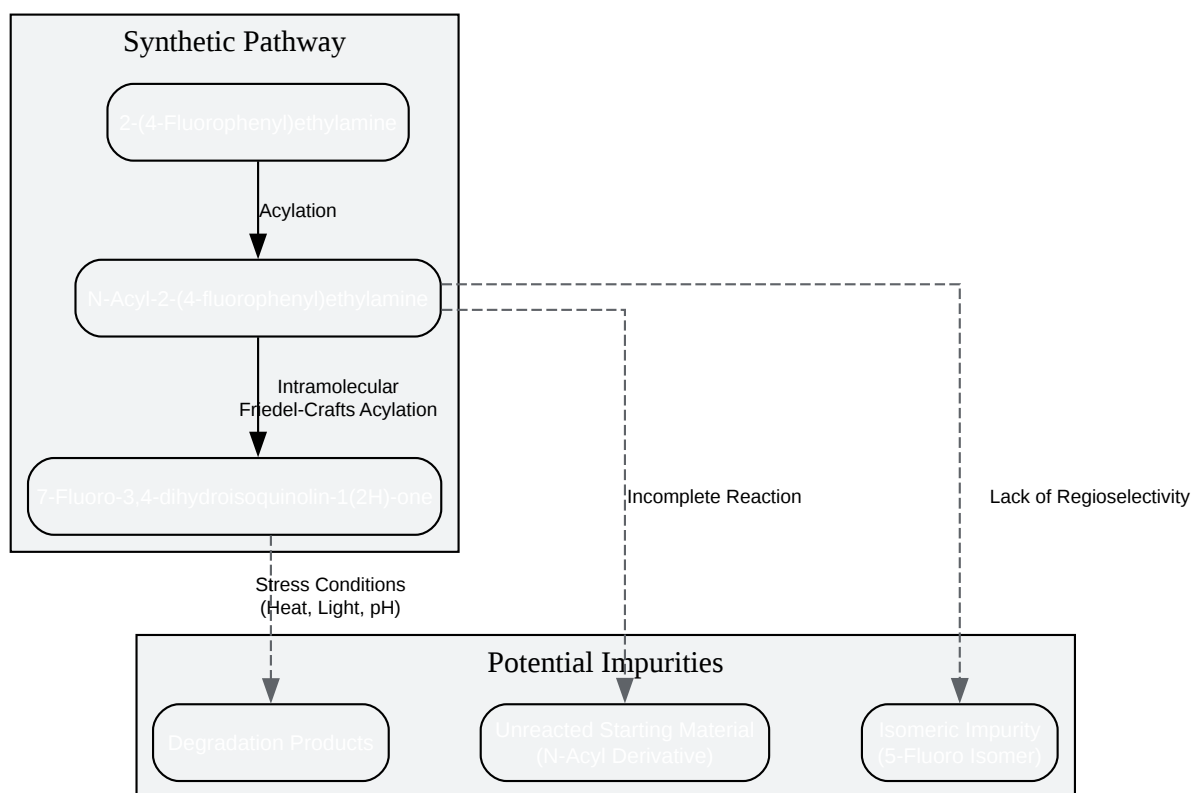 Synthetic Pathway
2-(4-Fluorophenyl)ethylamine
Acylation
N-Acyl-2-(4-fluorophenyl)ethylamine
Intramolecular
Friedel-Crafts Acylation
7-Fluoro-3,4-dihydroisoquinolin-1(2H)-one
Incomplete Reaction
Lack of Regioselectivity
Stress Conditions
(Heat, Light, pH)
Potential Impurities
Degradation Products
Unreacted Starting Material
(N-Acyl Derivative)
Isomeric Impurity
(5-Fluoro Isomer)